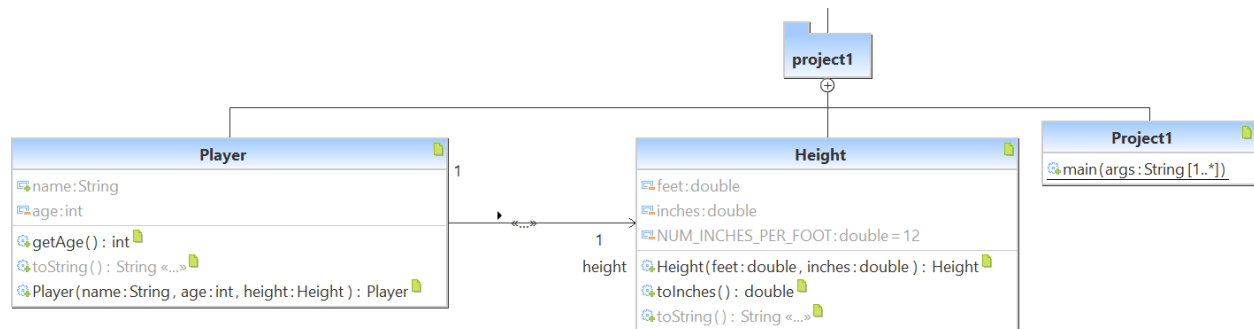 project1
Player
name:String
age:int
getAge() : int
toString() : String «...»
Player(name:String, age:int, height:Height) : Player
1
«...»
1
height
Height
feet:double
inches:double
NUM_INCHES_PER_FOOT:double=12
Height(feet:double, inches:double) : Height
toInches() : double
toString() : String «...»
Project1
main(args:String [1..*])